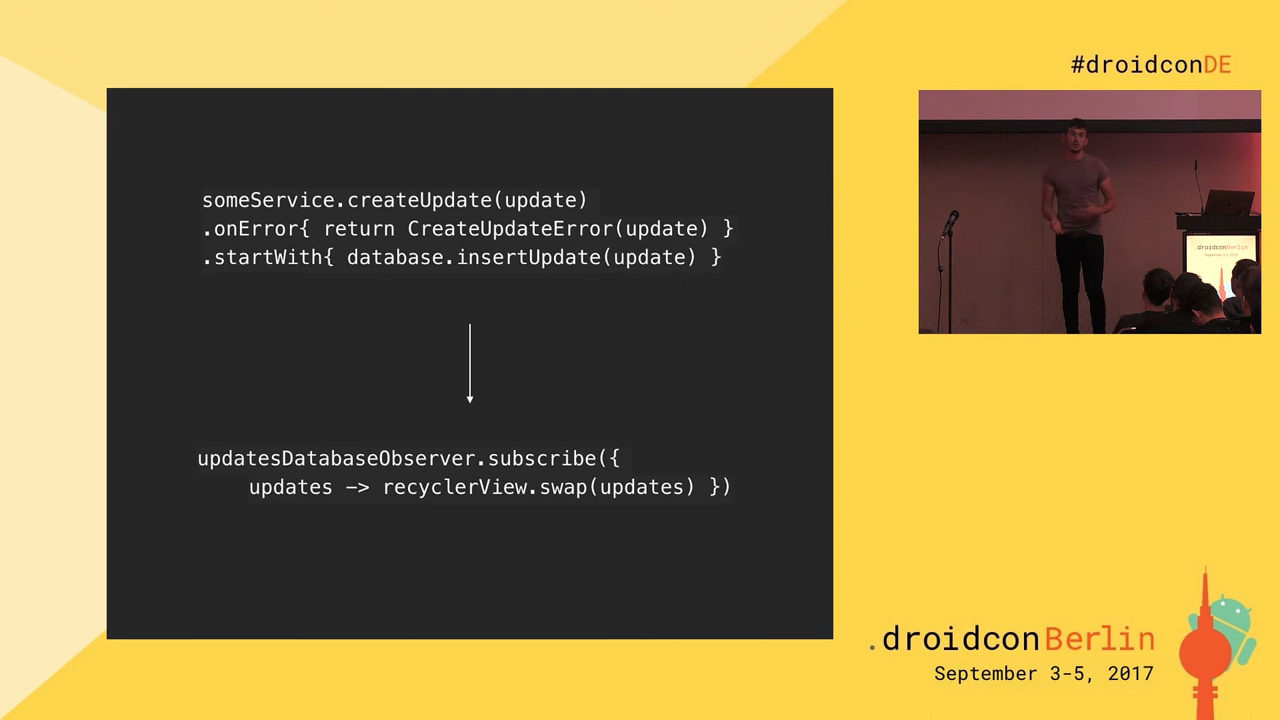 #droidconDE
someService.createUpdate(update)
.onError{ return CreateUpdateError(update) }
.startWith{ database.insertUpdate(update) }
updatesDatabaseObserver.subscribe({
updates -> recyclerView.swap(updates) })
.droidconBerlin
.droidconBerlin
September 3-5, 2017